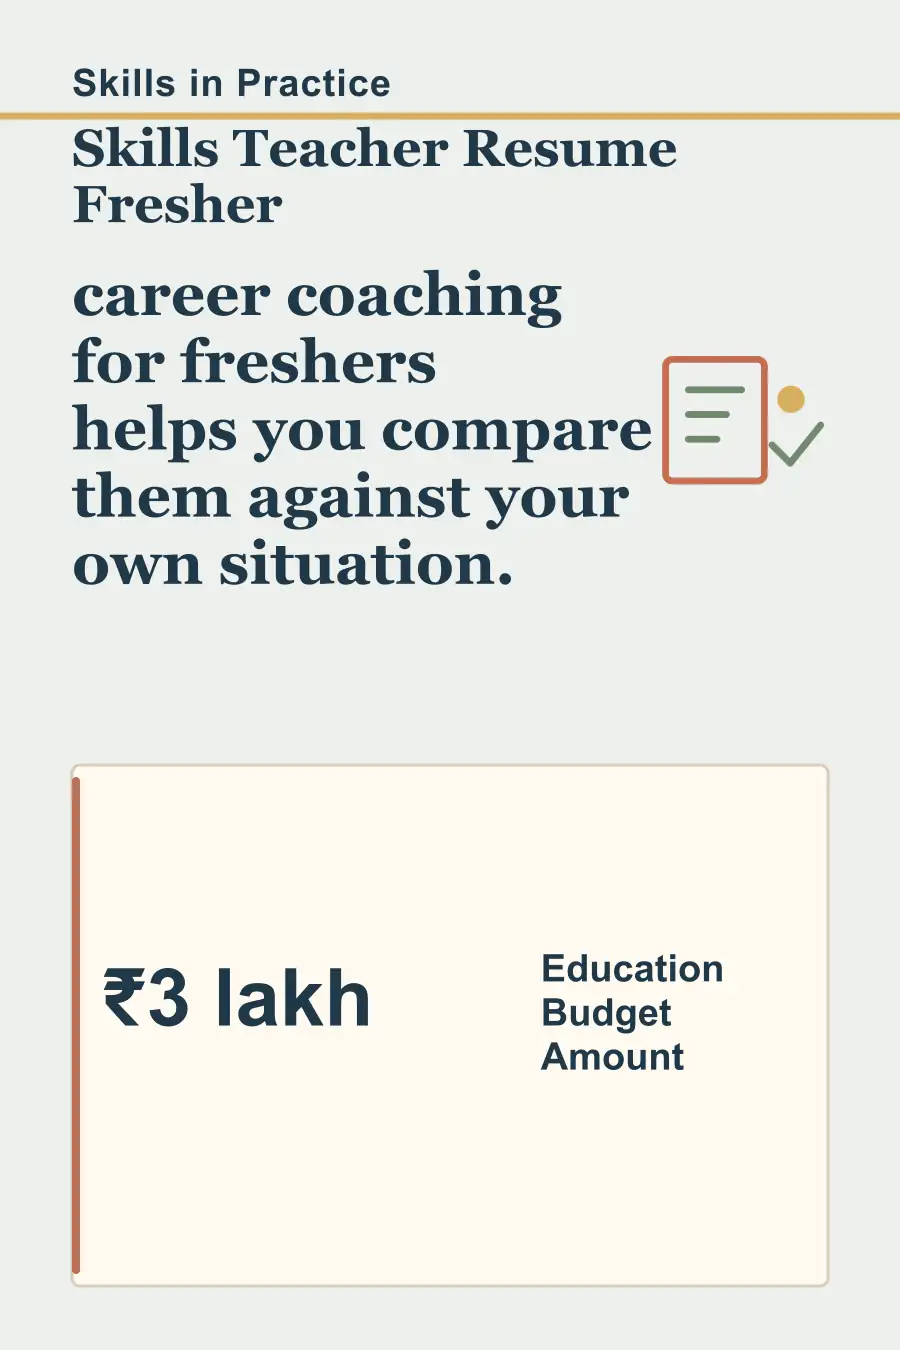 Skills in Practice
Skills Teacher Resume
Fresher
career coaching
for freshers
helps you compare
them against your
own situation.
₹3 lakh
Education
Budget
Amount